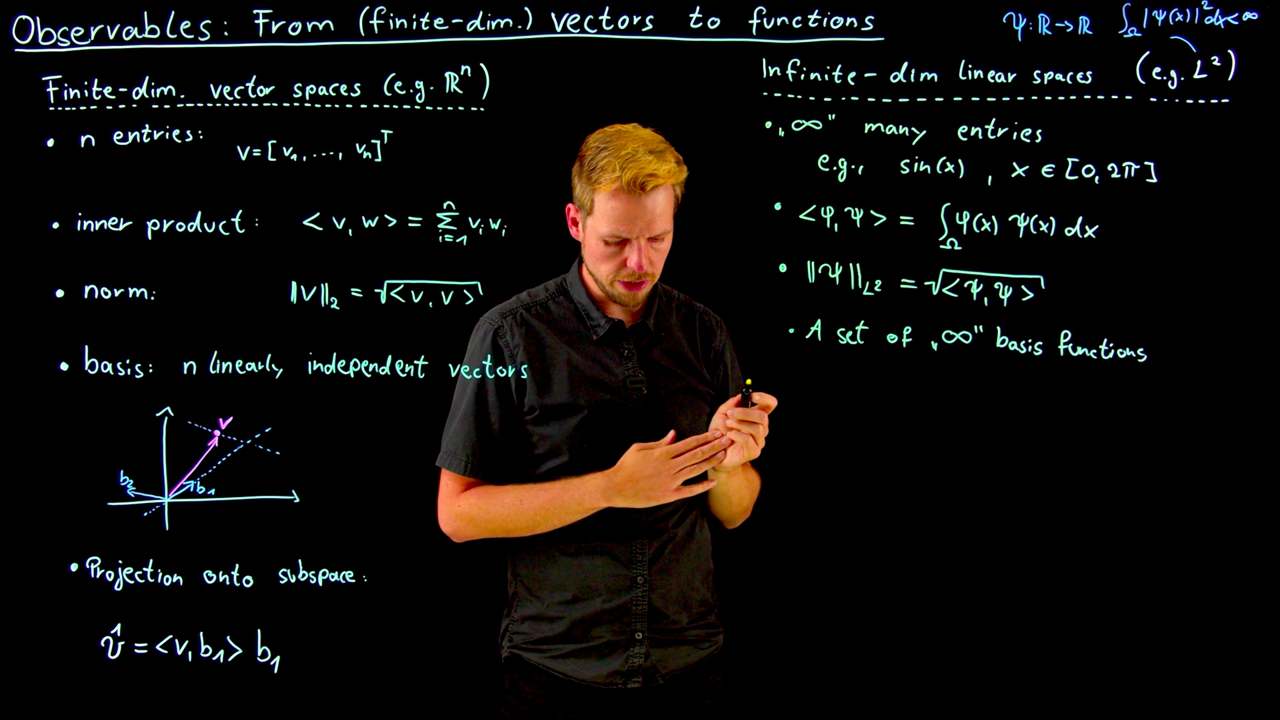 Observables: From (finite-dim.) vectors to functions
ψ: ℝ → ℝ ∫_Ω |ψ(x)|² dx < ∞
Finite-dim. vector spaces (e.g. ℝⁿ)
• n entries: v = [v₁, ..., vₙ]ᵀ
• inner product: <v, w> = Σ_{i=1}^{n} vᵢ wᵢ
• norm: ‖v‖₂ = √<v, v>
• basis: n linearly independent vectors
v
b₂
b₁
• Projection onto subspace:
v̂ = <v, b₁> b₁
Infinite-dim linear spaces (e.g. L²)
• „∞" many entries
e.g., sin(x), x ∈ [0, 2π]
• <φ, ψ> = ∫_Ω φ(x) ψ(x) dx
• ‖ψ‖_{L²} = √<ψ, ψ>
• A set of „∞" basis functions